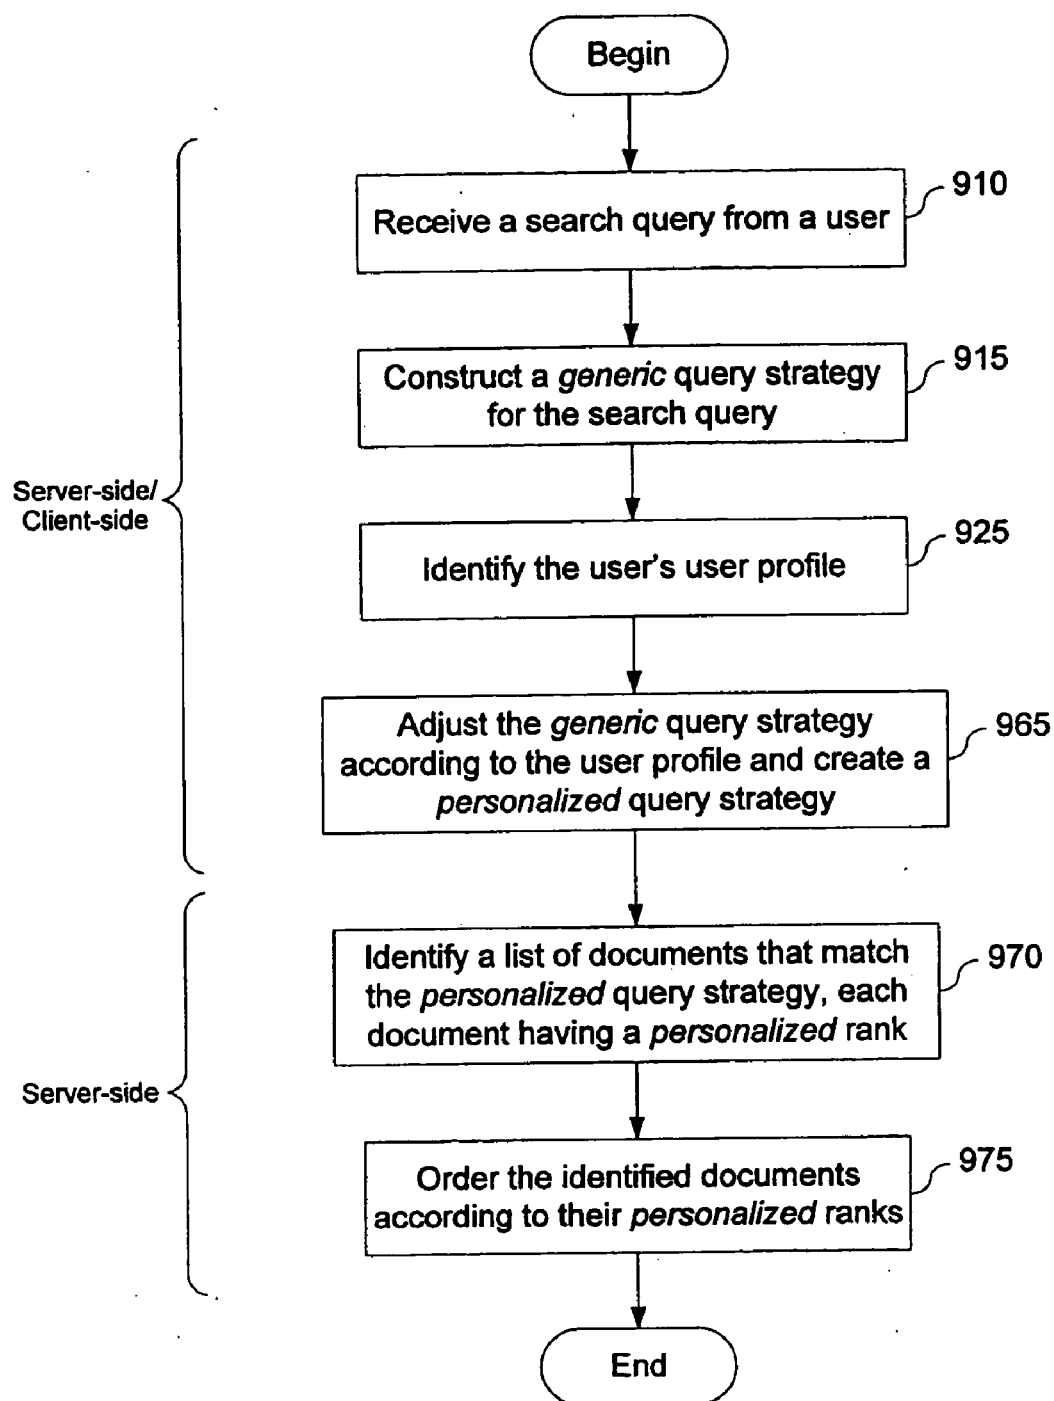 Begin
Receive a search query from a user
910
Construct a generic query strategy
for the search query
915
Identify the user's user profile
925
Server-side/
Client-side
Adjust the generic query strategy
according to the user profile and create a
personalized query strategy
965
Identify a list of documents that match
the personalized query strategy, each
document having a personalized rank
970
Server-side
Order the identified documents
according to their personalized ranks
975
End